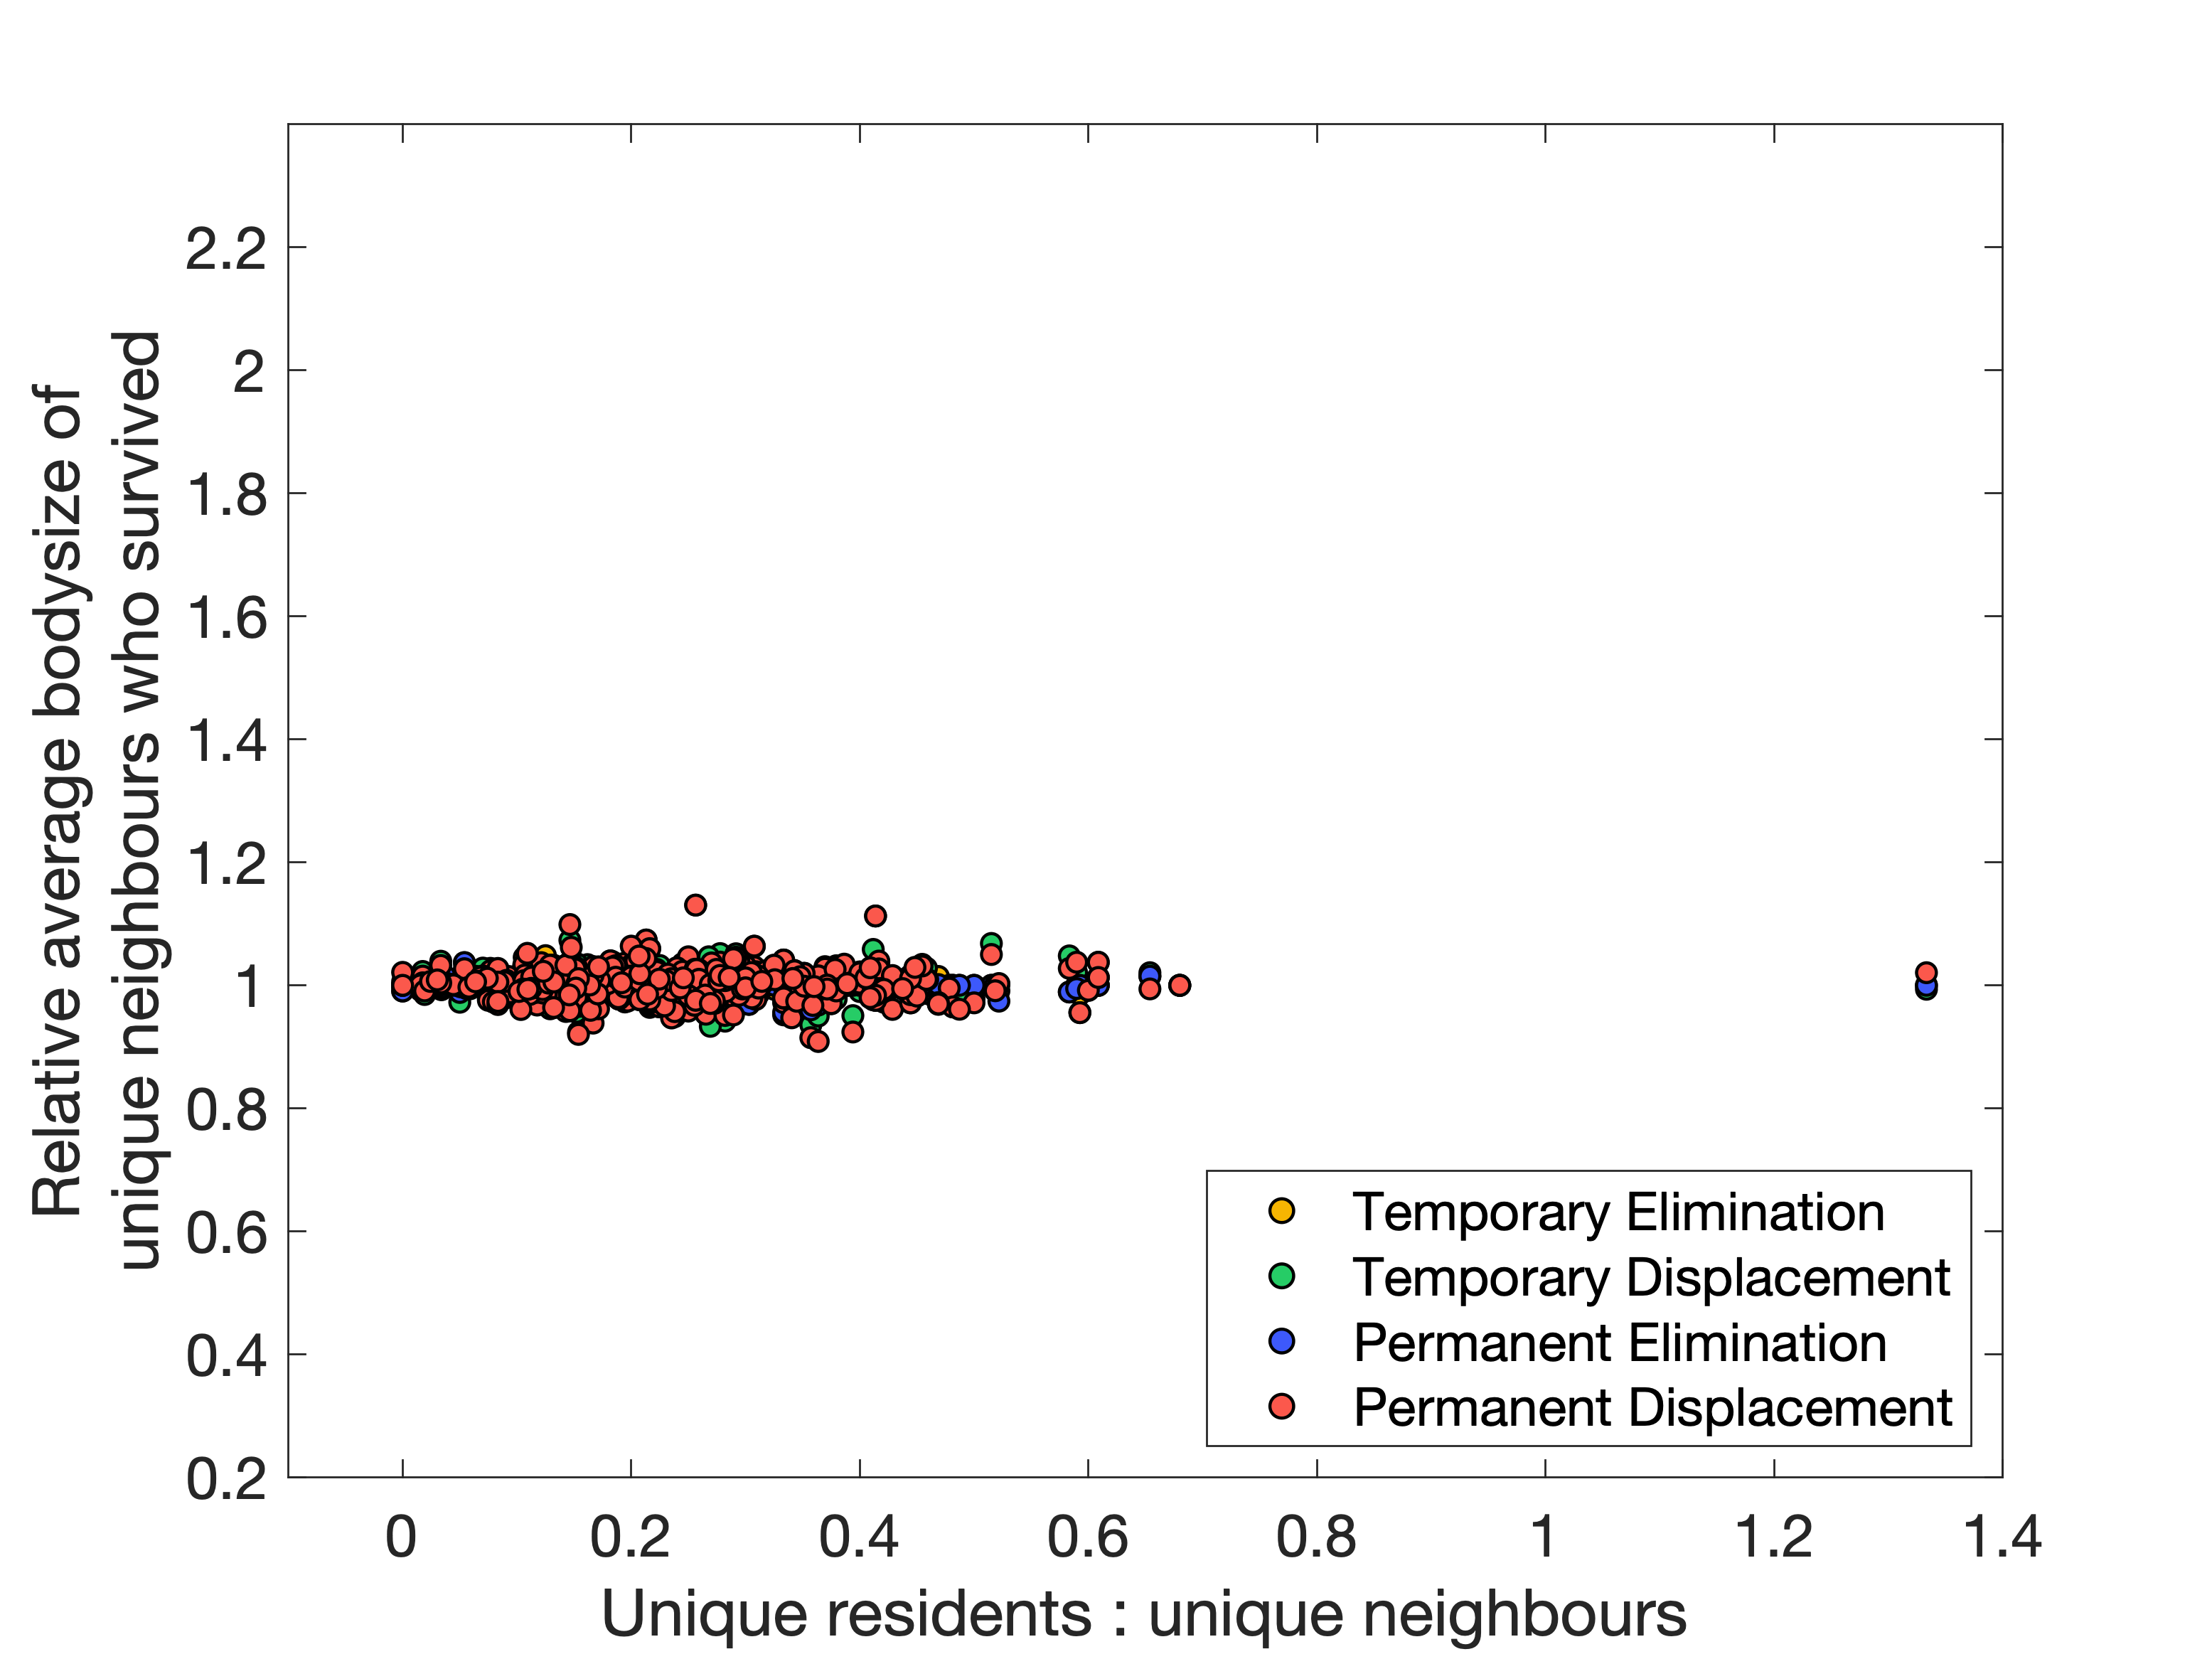 Relative average bodysize of
unique neighbours who survived
2.2
2
1.8
1.6
1.4
1.2
1
0.8
0.6
0.4
0.2
Temporary Elimination
Temporary Displacement
Permanent Elimination
Permanent Displacement
0 0.2 0.4 0.6 0.8 1 1.2 1.4
Unique residents : unique neighbours